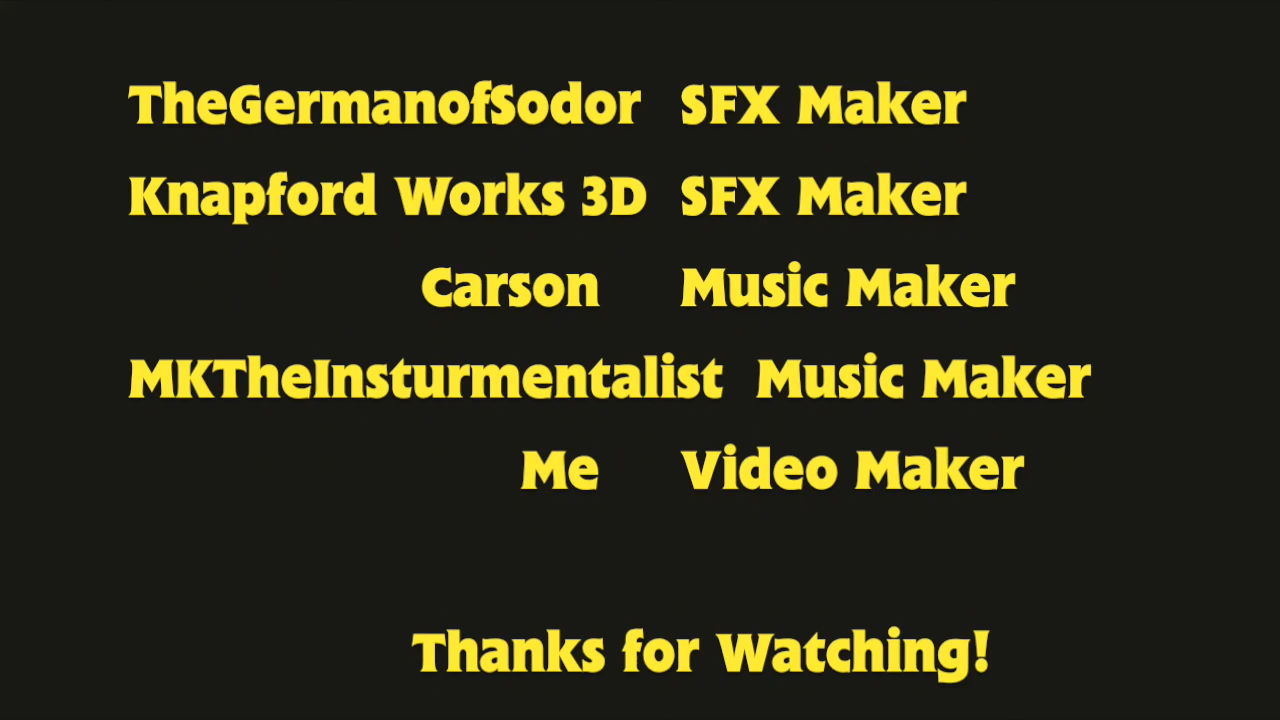 TheGermanofSodor SFX Maker
Knapford Works 3D SFX Maker
Carson Music Maker
MKTheInsturmentalist Music Maker
Me Video Maker
Thanks for Watching!